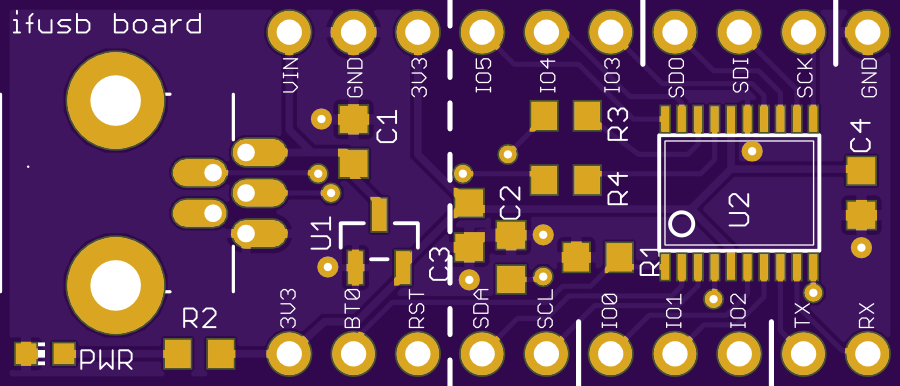 ifusb board
VIN GND 3V3 IO5 IO4 IO3 SDO SDI SCK GND
C1 R3 C4
R4
U1 C2 U2
C3 R1
R2
3V3 BT0 RST SDA SCL IO0 IO1 IO2 TX RX
PWR